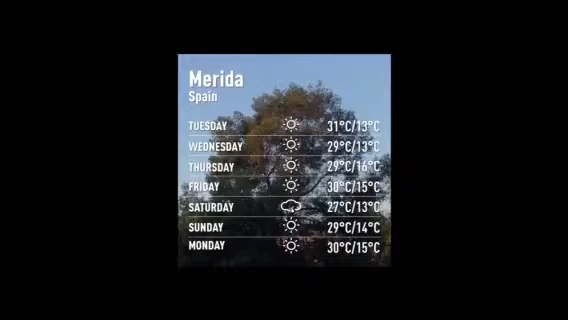 Merida
Spain
TUESDAY 31°C/13°C
WEDNESDAY 29°C/13°C
THURSDAY 29°C/16°C
FRIDAY 30°C/15°C
SATURDAY 27°C/13°C
SUNDAY 29°C/14°C
MONDAY 30°C/15°C